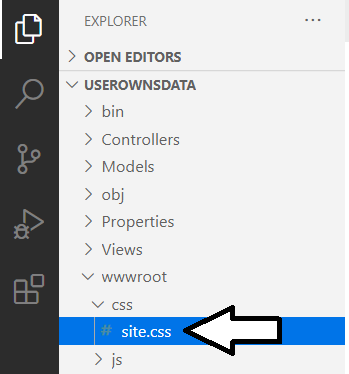 EXPLORER
OPEN EDITORS
USEROWNSDATA
bin
Controllers
Models
obj
Properties
Views
wwwroot
css
# site.css
js